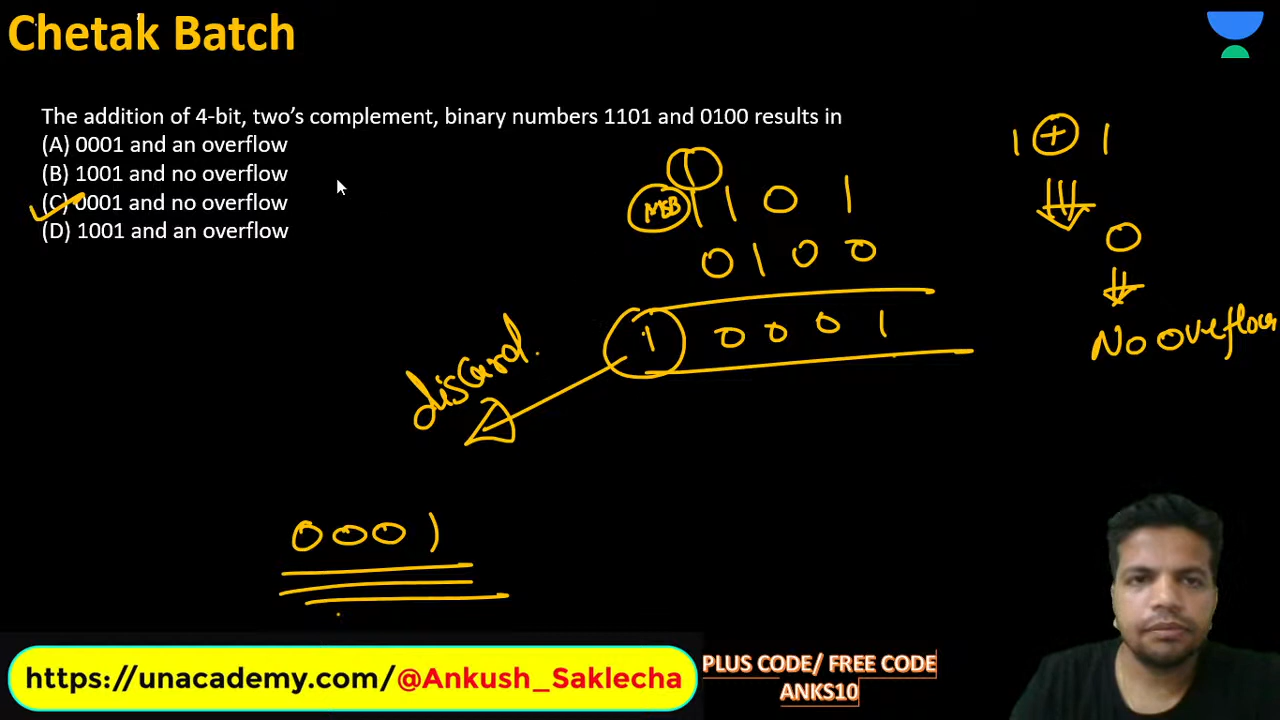 Chetak Batch
The addition of 4-bit, two's complement, binary numbers 1101 and 0100 results in
(A) 0001 and an overflow
(B) 1001 and no overflow
(C) 0001 and no overflow
(D) 1001 and an overflow
1
MSB 1 1 0 1
0 1 0 0
1 0 0 0 1
discard.
1 + 1
0
No overflow
0001
https://unacademy.com/@Ankush_Saklecha
PLUS CODE/ FREE CODE
ANKS10